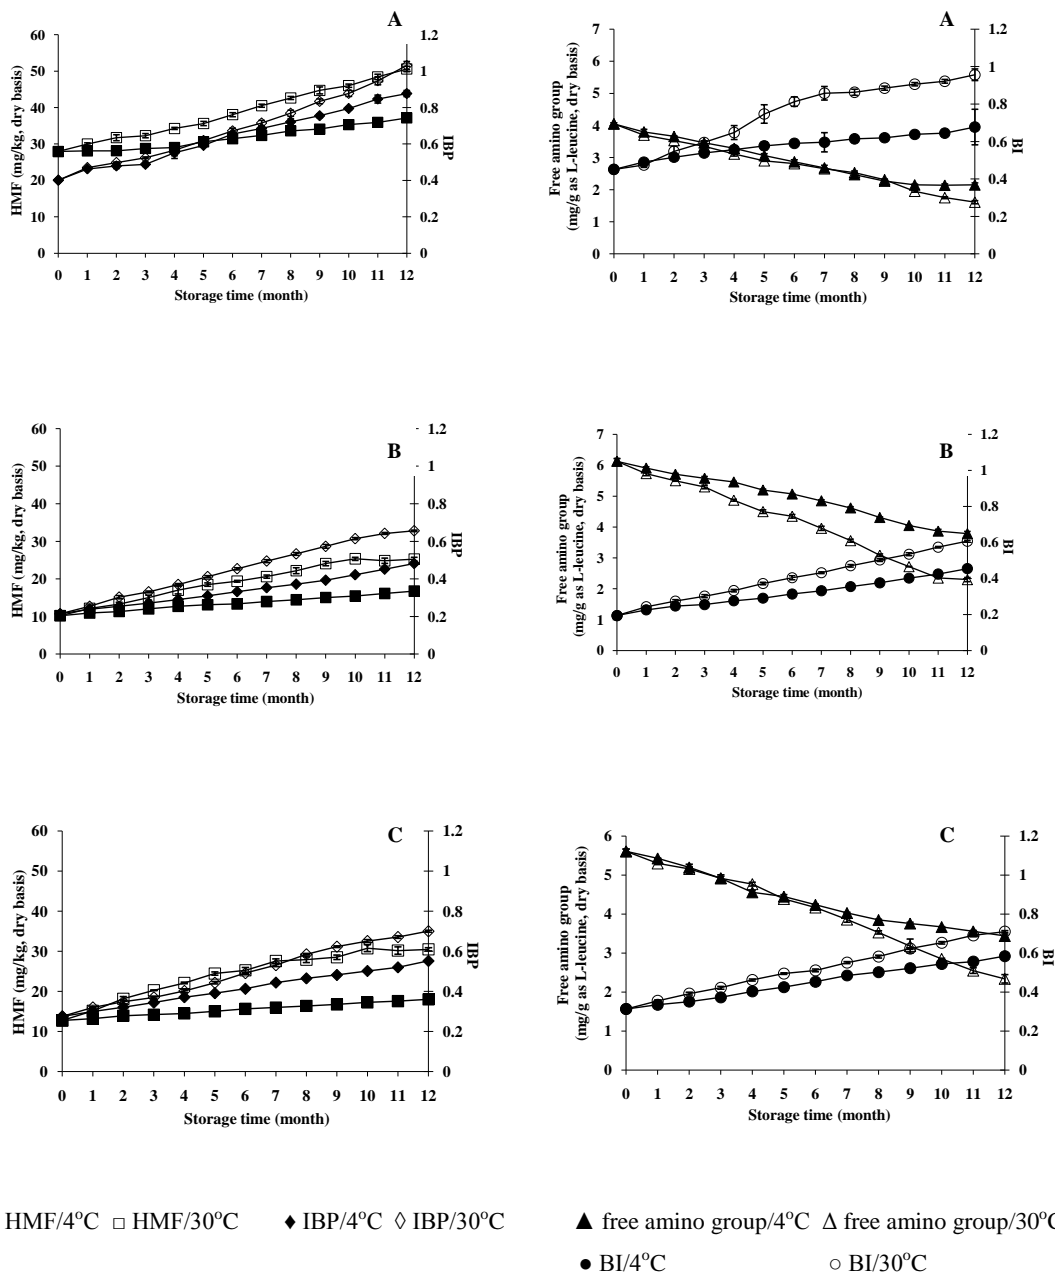 A
60
50
40
30
20
10
0
HMF (mg/kg, dry basis)
1.2
1
0.8
0.6
0.4
0.2
0
IBP
0 1 2 3 4 5 6 7 8 9 10 11 12
Storage time (month)
A
7
6
5
4
3
2
1
0
Free amino group
(mg/g as L-leucine, dry basis)
1.2
1
0.8
0.6
0.4
0.2
0
BI
0 1 2 3 4 5 6 7 8 9 10 11 12
Storage time (month)
B
60
50
40
30
20
10
0
HMF (mg/kg, dry basis)
1.2
1
0.8
0.6
0.4
0.2
0
IBP
0 1 2 3 4 5 6 7 8 9 10 11 12
Storage time (month)
B
7
6
5
4
3
2
1
0
Free amino group
(mg/g as L-leucine, dry basis)
1.2
1
0.8
0.6
0.4
0.2
0
BI
0 1 2 3 4 5 6 7 8 9 10 11 12
Storage time (month)
C
60
50
40
30
20
10
0
HMF (mg/kg, dry basis)
1.2
1
0.8
0.6
0.4
0.2
0
IBP
0 1 2 3 4 5 6 7 8 9 10 11 12
Storage time (month)
C
6
5
4
3
2
1
0
Free amino group
(mg/g as L-leucine, dry basis)
1.2
1
0.8
0.6
0.4
0.2
0
BI
0 1 2 3 4 5 6 7 8 9 10 11 12
Storage time (month)
HMF/4°C □ HMF/30°C ♦ IBP/4°C ◊ IBP/30°C
▲ free amino group/4°C Δ free amino group/30°C
● BI/4°C ○ BI/30°C